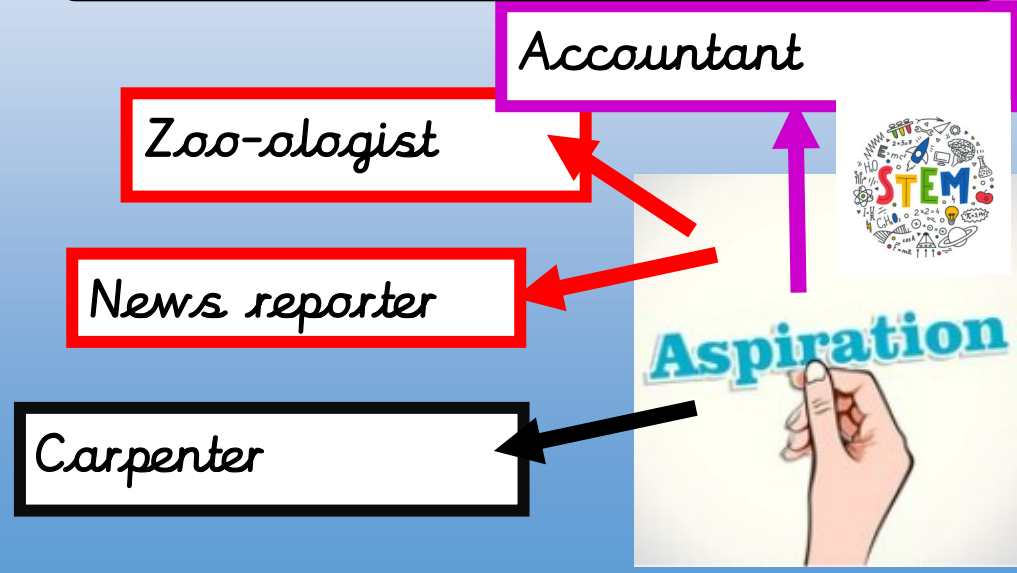 Accountant
Zoo-ologist
News reporter
Carpenter
STEM
Aspiration